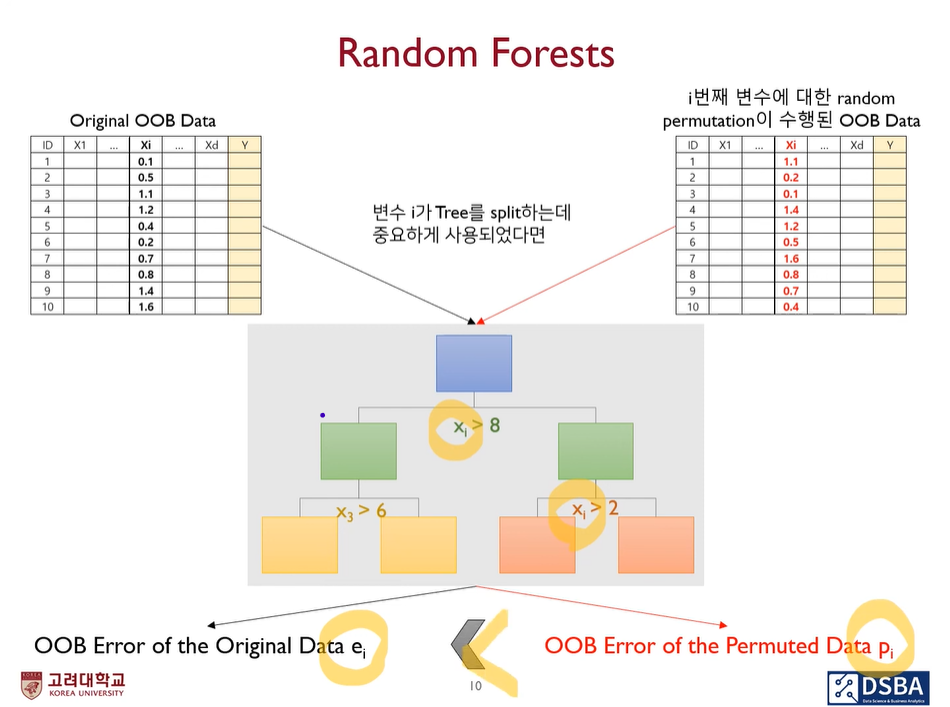 Random Forests
Original OOB Data
ID X1 ... Xi ... Xd Y
1 0.1
2 0.5
3 1.1
4 1.2
5 0.4
6 0.2
7 0.7
8 0.8
9 1.4
10 1.6
i번째 변수에 대한 random
permutation이 수행된 OOB Data
ID X1 ... Xi ... Xd Y
1 1.1
2 0.2
3 0.1
4 1.4
5 1.2
6 0.5
7 1.6
8 0.8
9 0.7
10 0.4
변수 i가 Tree를 split하는데
중요하게 사용되었다면
xi > 8
x3 > 6
xi > 2
OOB Error of the Original Data ei
OOB Error of the Permuted Data pi
고려대학교
KOREA UNIVERSITY
10
DSBA
Data Science & Business Analytics